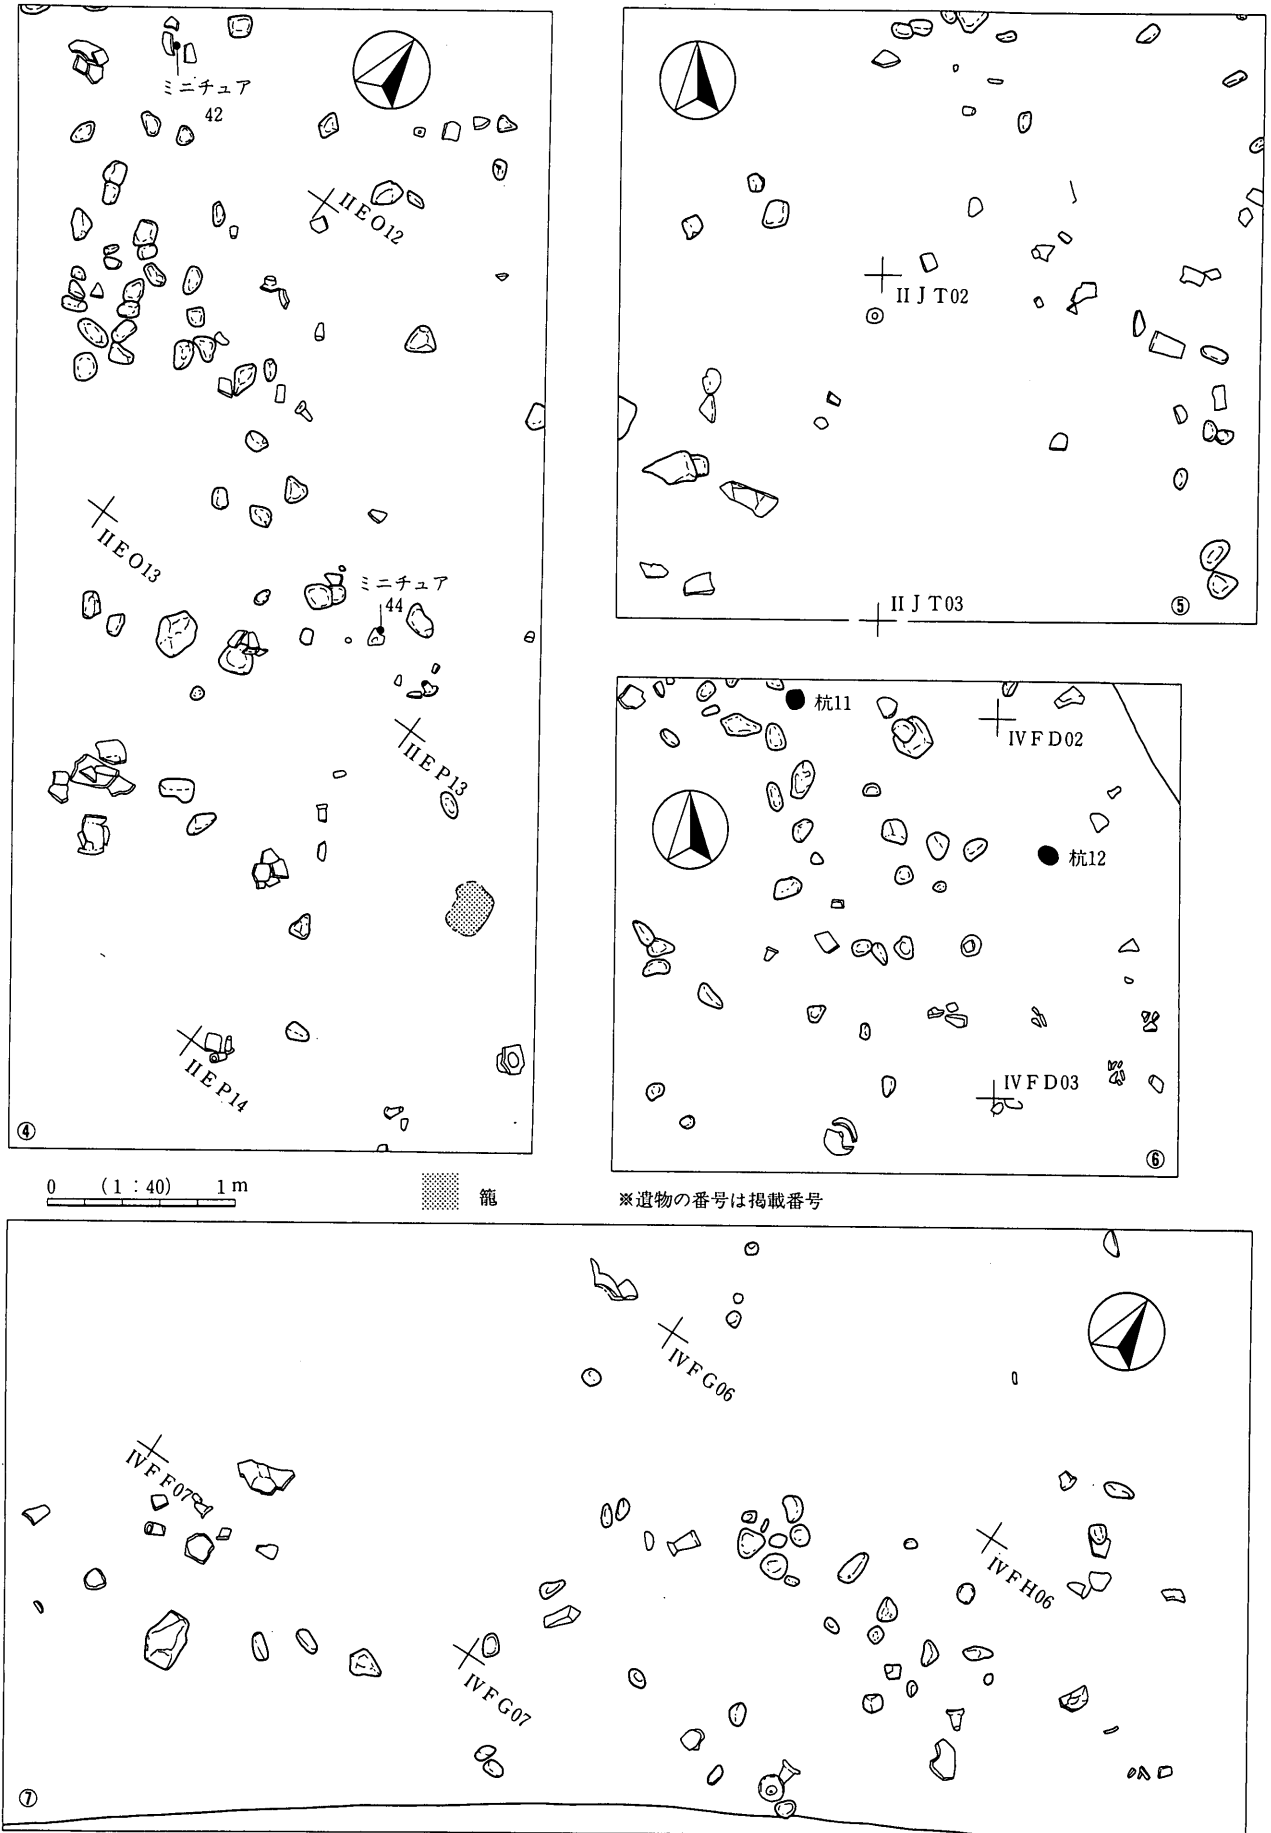 ミニチュア
42
ⅡEO12
ⅡEO13
ミニチュア
44
ⅡEP13
ⅡEP14
④
ⅡJT02
ⅡJT03
⑤
杭11
ⅣFD02
杭12
ⅣFD03
⑥
0 (1:40) 1m
籠
※遺物の番号は掲載番号
ⅣFG06
ⅣFF07
ⅣFH06
ⅣFG07
⑦